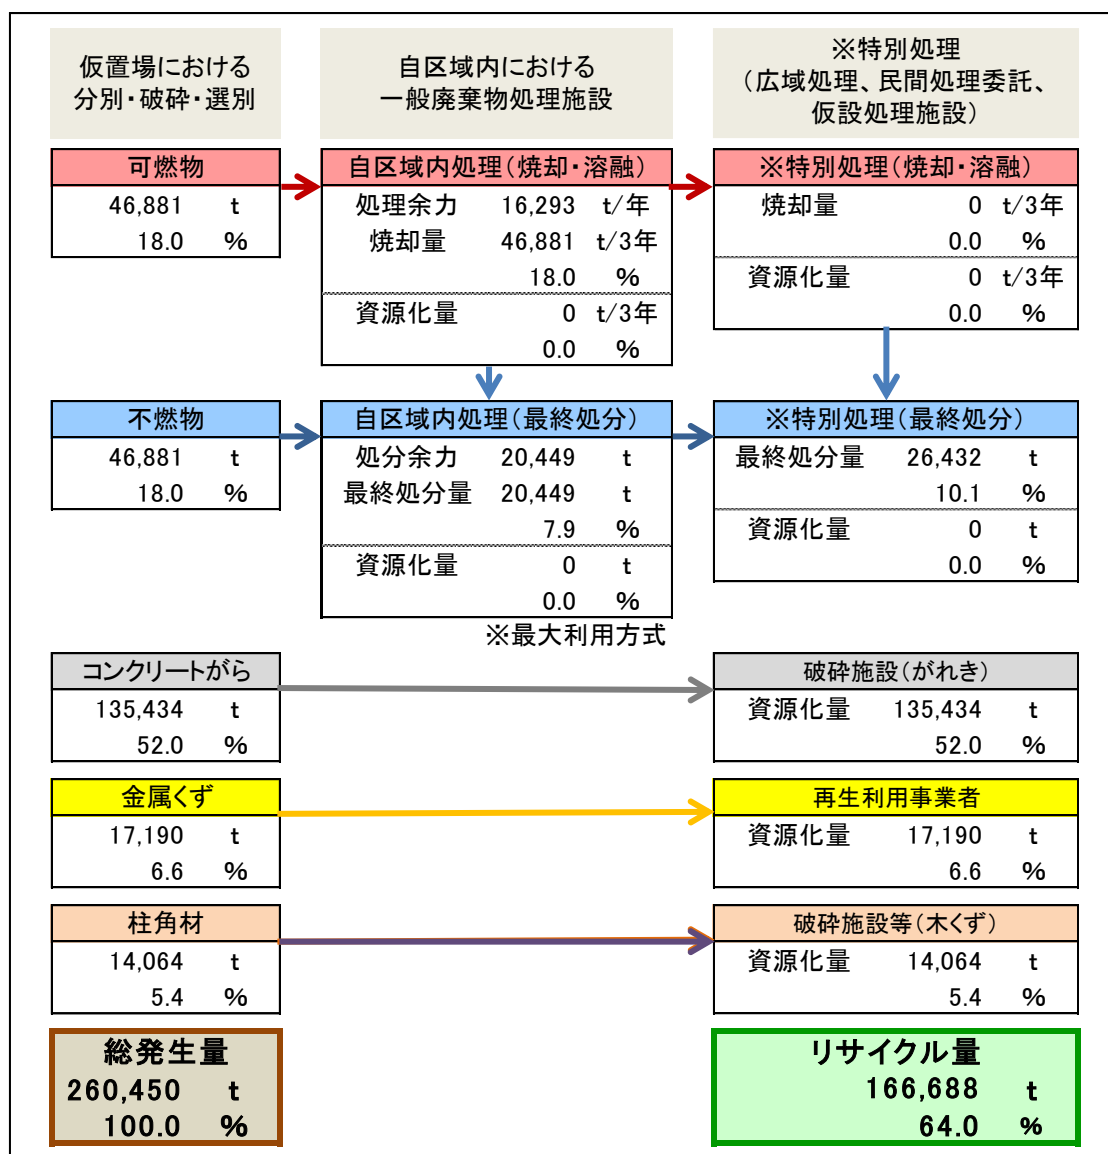 仮置場における
分別・破砕・選別
自区域内における
一般廃棄物処理施設
※特別処理
（広域処理、民間処理委託、
仮設処理施設）
可燃物
46,881 t
18.0 %
自区域内処理（焼却・溶融）
処理余力 16,293 t/年
焼却量 46,881 t/3年
18.0 %
資源化量 0 t/3年
0.0 %
※特別処理（焼却・溶融）
焼却量 0 t/3年
0.0 %
資源化量 0 t/3年
0.0 %
不燃物
46,881 t
18.0 %
自区域内処理（最終処分）
処分余力 20,449 t
最終処分量 20,449 t
7.9 %
資源化量 0 t
0.0 %
※最大利用方式
※特別処理（最終処分）
最終処分量 26,432 t
10.1 %
資源化量 0 t
0.0 %
コンクリートがら
135,434 t
52.0 %
破砕施設（がれき）
資源化量 135,434 t
52.0 %
金属くず
17,190 t
6.6 %
再生利用事業者
資源化量 17,190 t
6.6 %
柱角材
14,064 t
5.4 %
破砕施設等（木くず）
資源化量 14,064 t
5.4 %
総発生量
260,450 t
100.0 %
リサイクル量
166,688 t
64.0 %